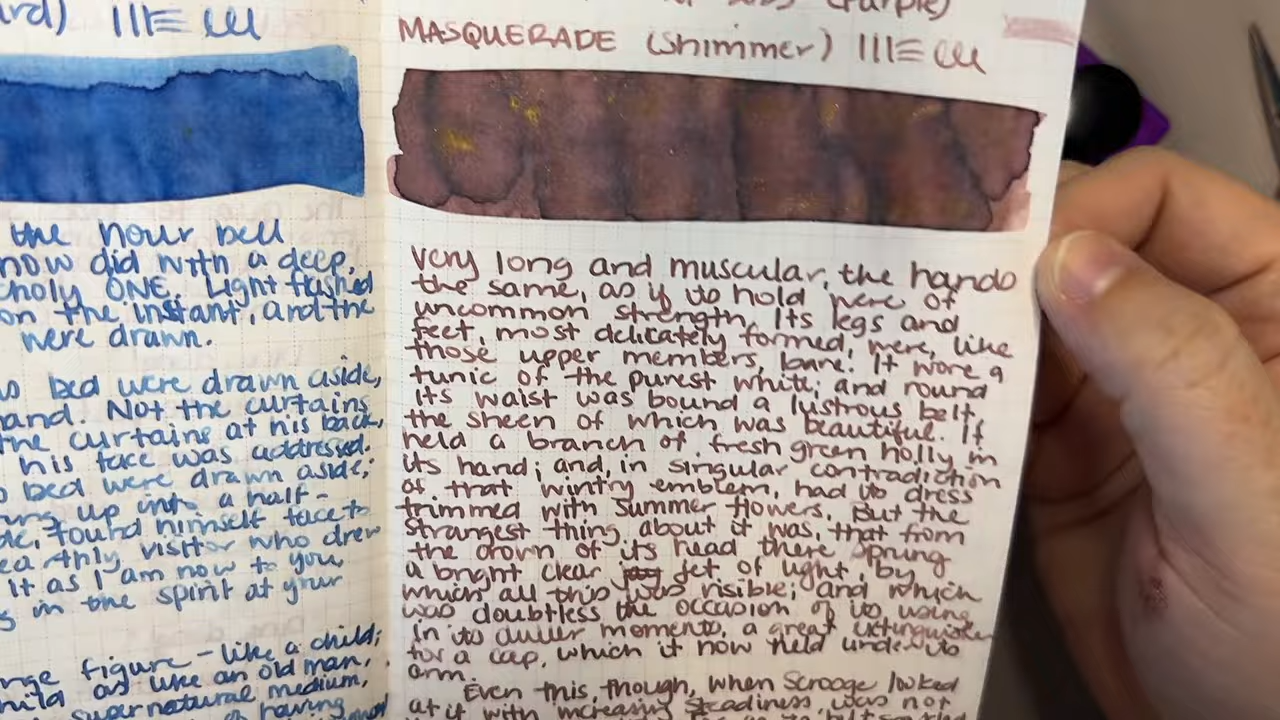 rd)
the hour bell
now did with a deep,
choly ONE. Light flashed
on the instant, and the
were drawn.
bed were drawn aside,
hand. Not the curtains
the curtains at his back,
his face was addressed.
bed were drawn aside;
up into a half-
found himself face to
visitor who drew
it as I am now to you
in the spirit at your
figure - like a child;
as like an old man,
supernatural medium,
of having
(Purple)
MASQUERADE (shimmer)
very long and muscular, the hands
the same, as if its hold were of
uncommon strength. Its legs and
feet, most delicately formed, were, like
those upper members, bare. It wore a
tunic of the purest white; and round
its waist was bound a lustrous belt,
the sheen of which was beautiful. It
held a branch of fresh green holly in
its hand; and, in singular contradiction
of that wintry emblem, had its dress
trimmed with summer flowers. But the
strangest thing about it was, that from
the crown of its head there sprung
a bright clear jet of light, by
which all this was visible; and which
was doubtless the occasion of its using,
in its duller moments, a great extinguisher
for a cap, which it now held under its
arm.
Even this, though, when Scrooge looked
at it with increasing steadiness, was not